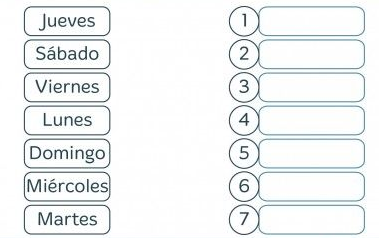 Jueves 1
Sábado 2
Viernes 3
Lunes 4
Domingo 5
Miércoles 6
Martes 7